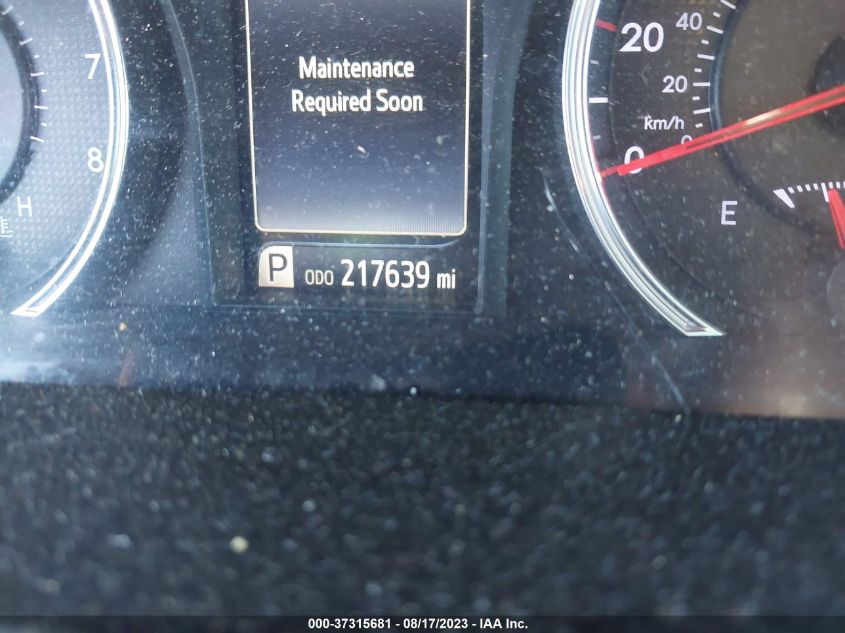 7
8
H
Maintenance
Required Soon
P ODO 217639 mi
20
40
20
km/h
0
0
E
000-37315681 / 08/17/2023 - IAA Inc.